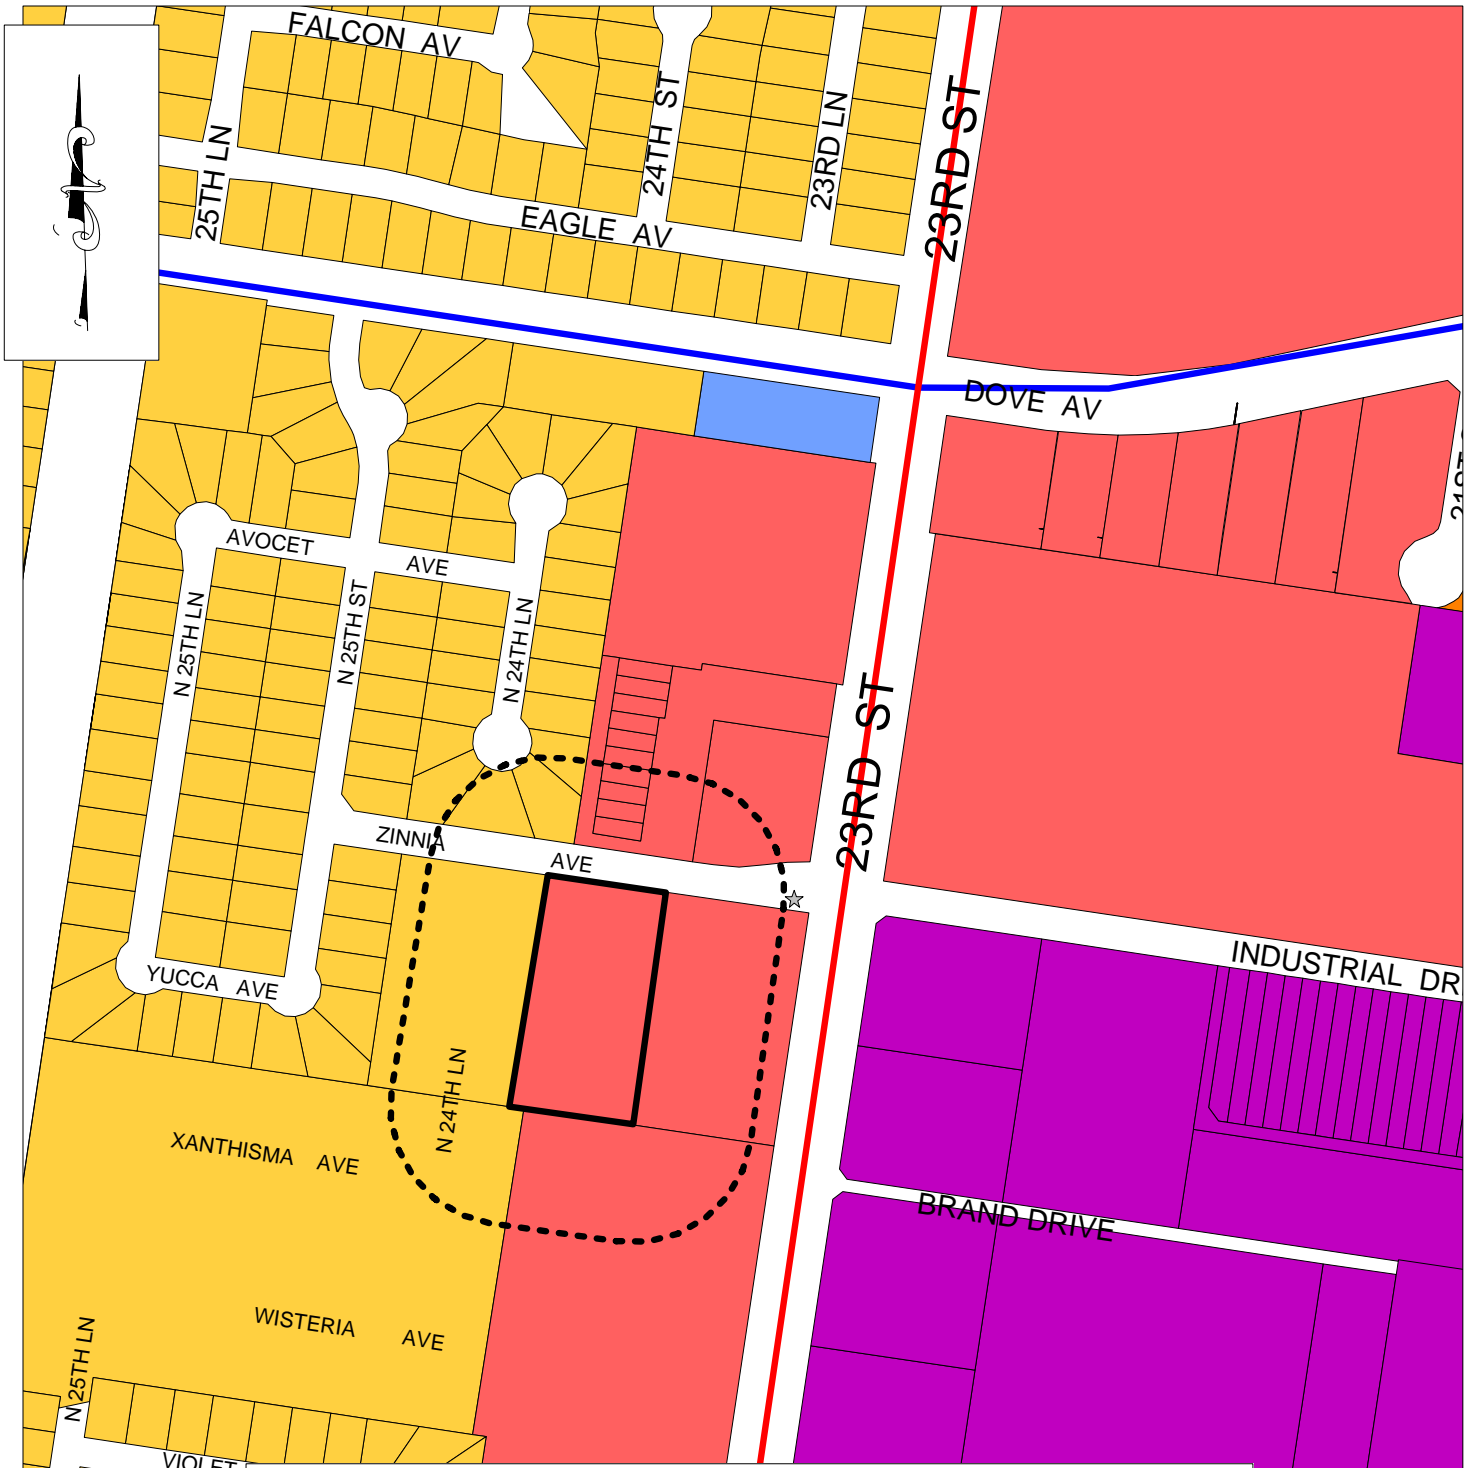 FALCON AV
24TH ST
23RD LN
23RD ST
25TH LN
EAGLE AV
DOVE AV
AVOCET AVE
N 25TH LN
N 25TH ST
N 24TH LN
23RD ST
ZINNIA AVE
INDUSTRIAL DR
YUCCA AVE
N 24TH LN
XANTHISMA AVE
BRAND DRIVE
WISTERIA AVE
N 25TH LN
VIOLET